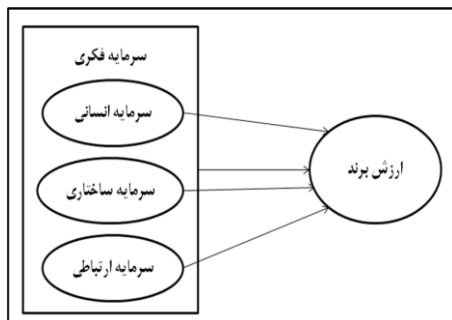 سرمایه فکری
سرمایه انسانی
سرمایه ساختاری
سرمایه ارتباطی
ارزش برند